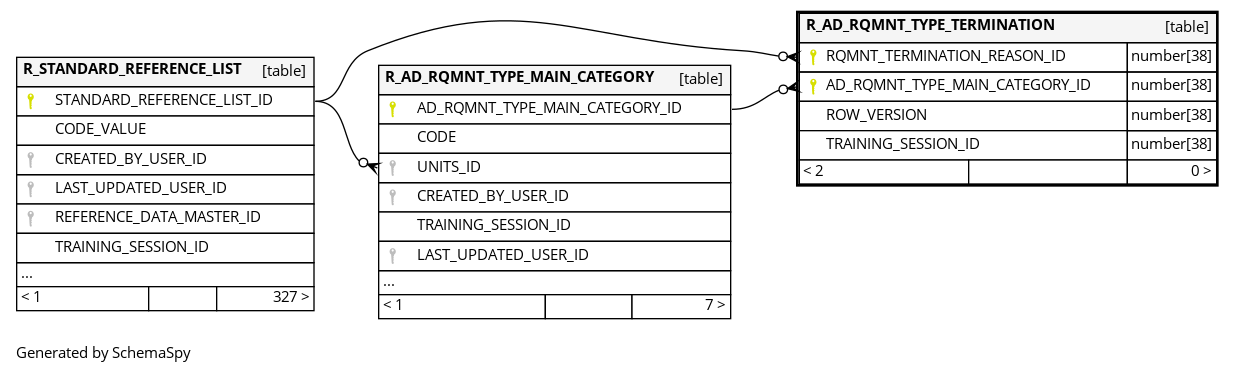 R_STANDARD_REFERENCE_LIST [table]
STANDARD_REFERENCE_LIST_ID
CODE_VALUE
CREATED_BY_USER_ID
LAST_UPDATED_USER_ID
REFERENCE_DATA_MASTER_ID
TRAINING_SESSION_ID
...
< 1 327 >
R_AD_RQMNT_TYPE_MAIN_CATEGORY [table]
AD_RQMNT_TYPE_MAIN_CATEGORY_ID
CODE
UNITS_ID
CREATED_BY_USER_ID
TRAINING_SESSION_ID
LAST_UPDATED_USER_ID
...
< 1 7 >
R_AD_RQMNT_TYPE_TERMINATION [table]
RQMNT_TERMINATION_REASON_ID number[38]
AD_RQMNT_TYPE_MAIN_CATEGORY_ID number[38]
ROW_VERSION number[38]
TRAINING_SESSION_ID number[38]
< 2 0 >
Generated by SchemaSpy